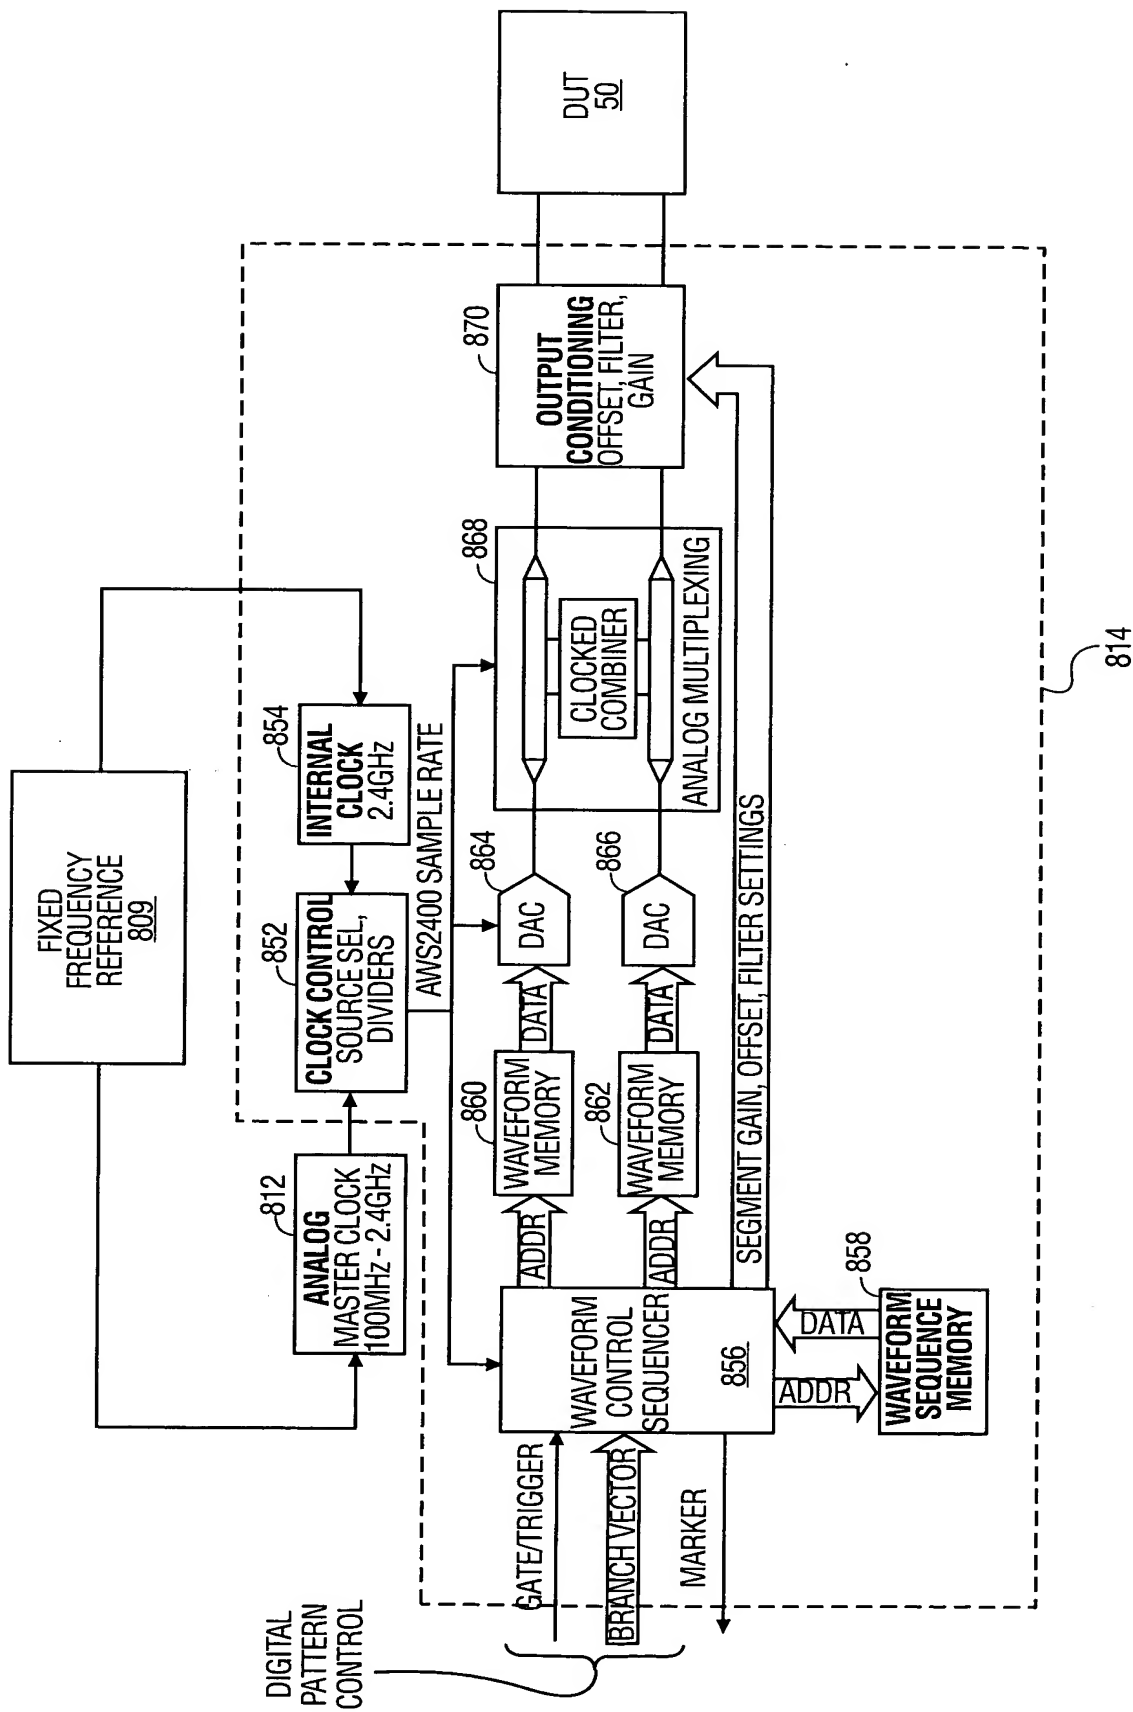 FIXED
FREQUENCY
REFERENCE
809
812
ANALOG
MASTER CLOCK
100MHz - 2.4GHz
852
CLOCK CONTROL
SOURCE SEL,
DIVIDERS
854
INTERNAL
CLOCK
2.4GHz
AWS2400 SAMPLE RATE
DIGITAL
PATTERN
CONTROL
GATE/TRIGGER
BRANCH VECTOR
MARKER
WAVEFORM
CONTROL
SEQUENCER
856
ADDR
860
WAVEFORM
MEMORY
DATA
864
DAC
ADDR
862
WAVEFORM
MEMORY
DATA
866
DAC
868
CLOCKED
COMBINER
ANALOG MULTIPLEXING
870
OUTPUT
CONDITIONING
OFFSET, FILTER,
GAIN
DUT
50
SEGMENT GAIN, OFFSET, FILTER SETTINGS
ADDR
DATA
858
WAVEFORM
SEQUENCE
MEMORY
814